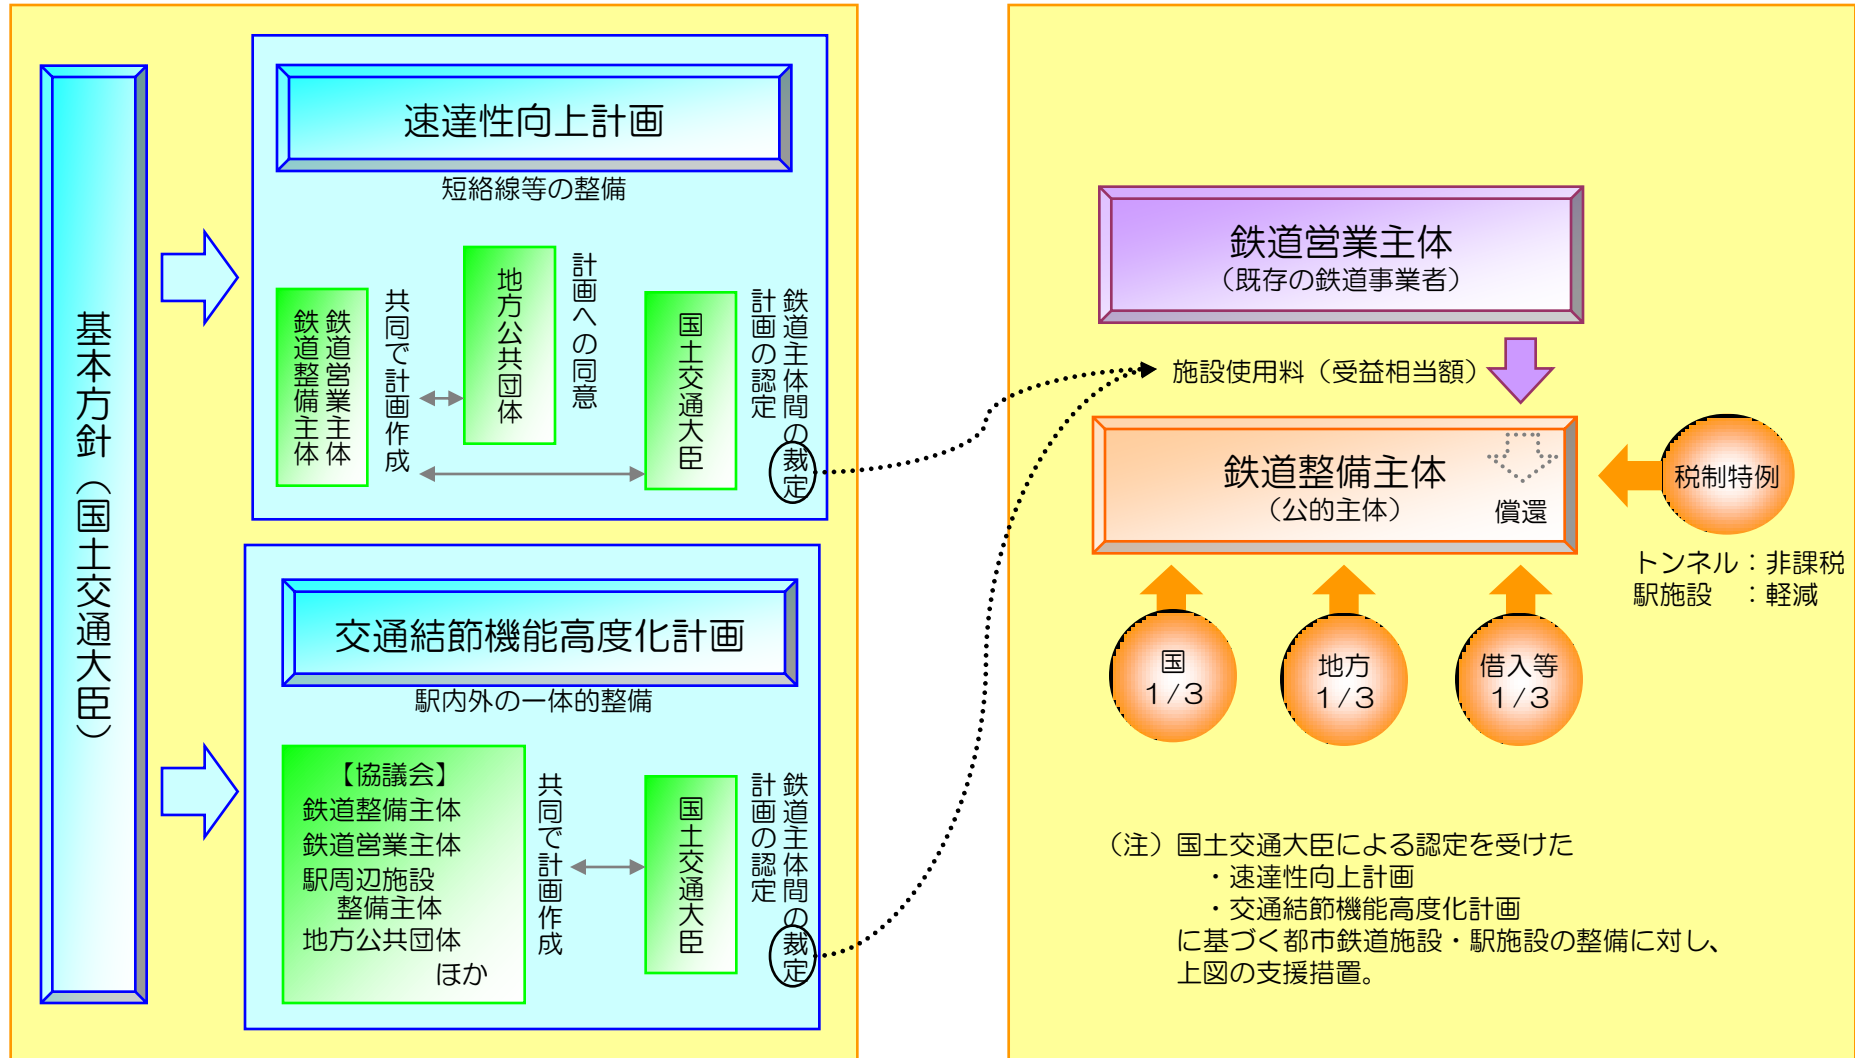 基本方針（国土交通大臣）
速達性向上計画
短絡線等の整備
鉄道営業主体
鉄道整備主体
共同で計画作成
地方公共団体
計画への同意
国土交通大臣
鉄道主体間の裁定
計画の認定
交通結節機能高度化計画
駅内外の一体的整備
【協議会】
鉄道整備主体
鉄道営業主体
駅周辺施設
整備主体
地方公共団体
ほか
共同で計画作成
国土交通大臣
鉄道主体間の裁定
計画の認定
鉄道営業主体
（既存の鉄道事業者）
施設使用料（受益相当額）
鉄道整備主体
（公的主体）
償還
税制特例
トンネル：非課税
駅施設　：軽減
国
1/3
地方
1/3
借入等
1/3
（注）国土交通大臣による認定を受けた
・速達性向上計画
・交通結節機能高度化計画
に基づく都市鉄道施設・駅施設の整備に対し、
上図の支援措置。